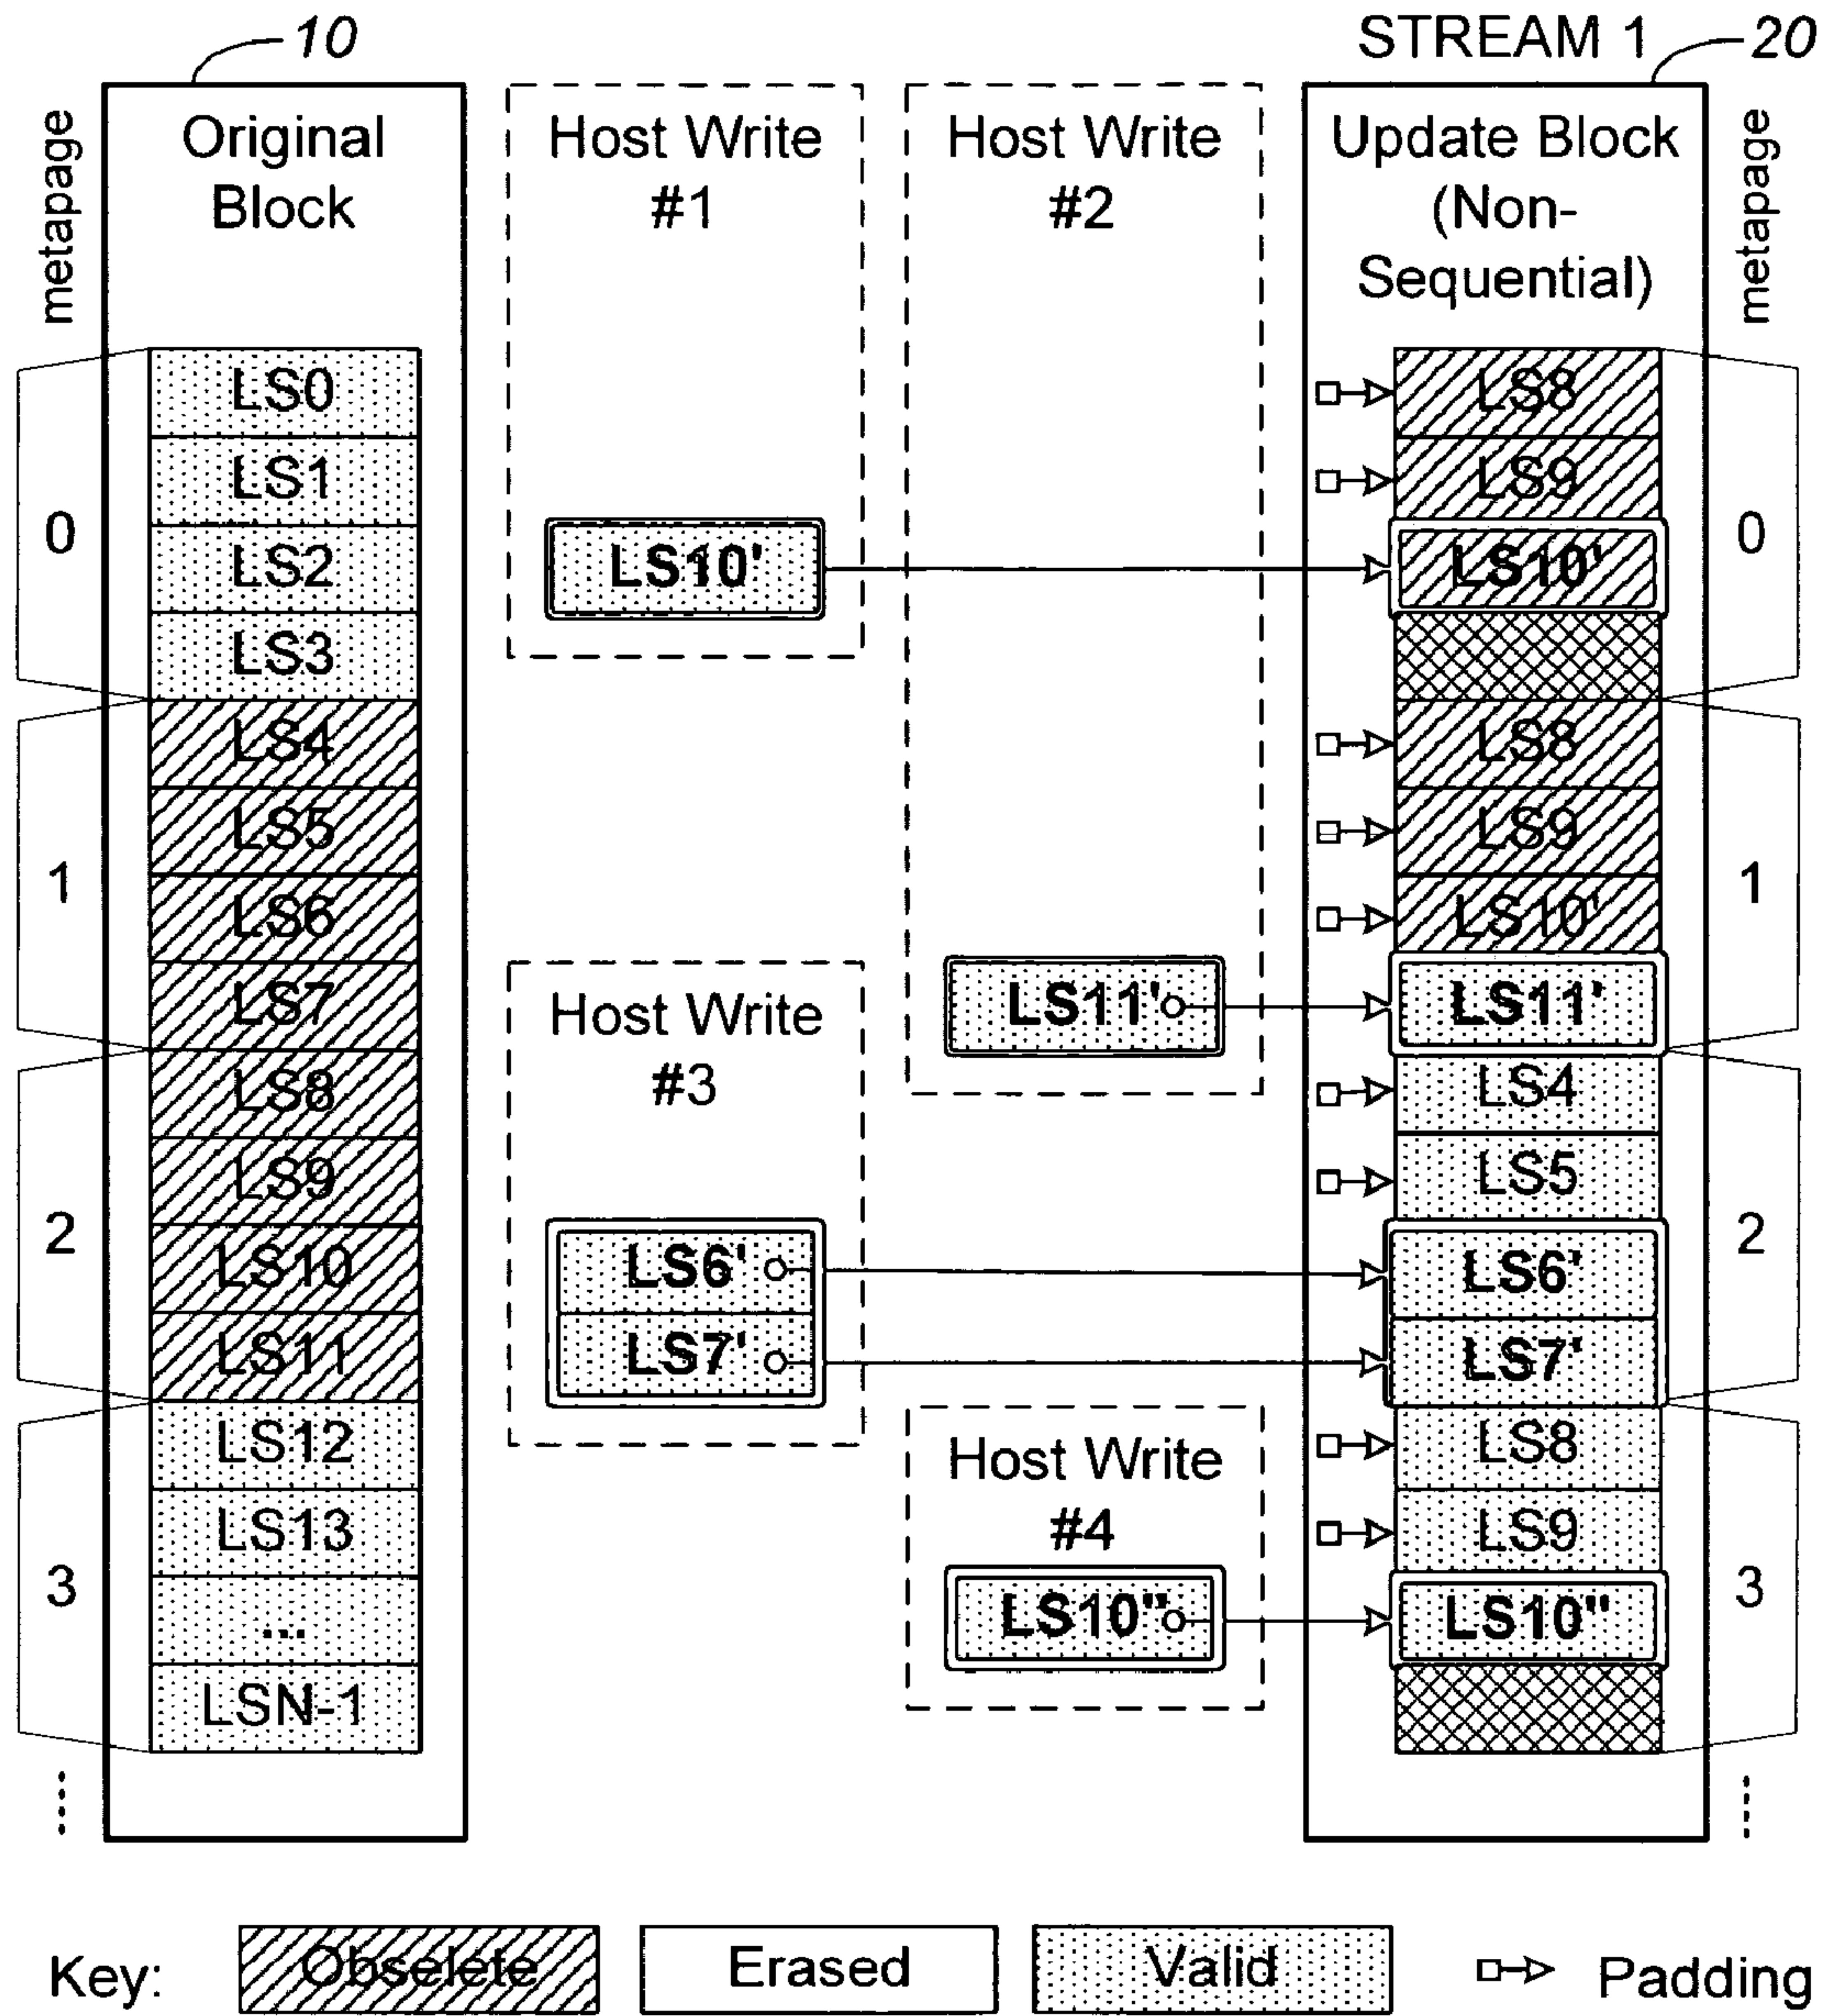 10
STREAM 1
20
metapage
Original
Block
Host Write
#1
Host Write
#2
Update Block
(Non-
Sequential)
metapage
0
1
2
3
....
LS0
LS1
LS2
LS3
LS4
LS5
LS6
LS7
LS8
LS9
LS10
LS11
LS12
LS13
...
LSN-1
LS10'
LS11'
Host Write
#3
LS6'
LS7'
Host Write
#4
LS10"
LS8
LS9
LS10'
LS8
LS9
LS10'
LS11'
LS4
LS5
LS6'
LS7'
LS8
LS9
LS10"
0
1
2
3
....
Key:
Obselete
Erased
Valid
Padding